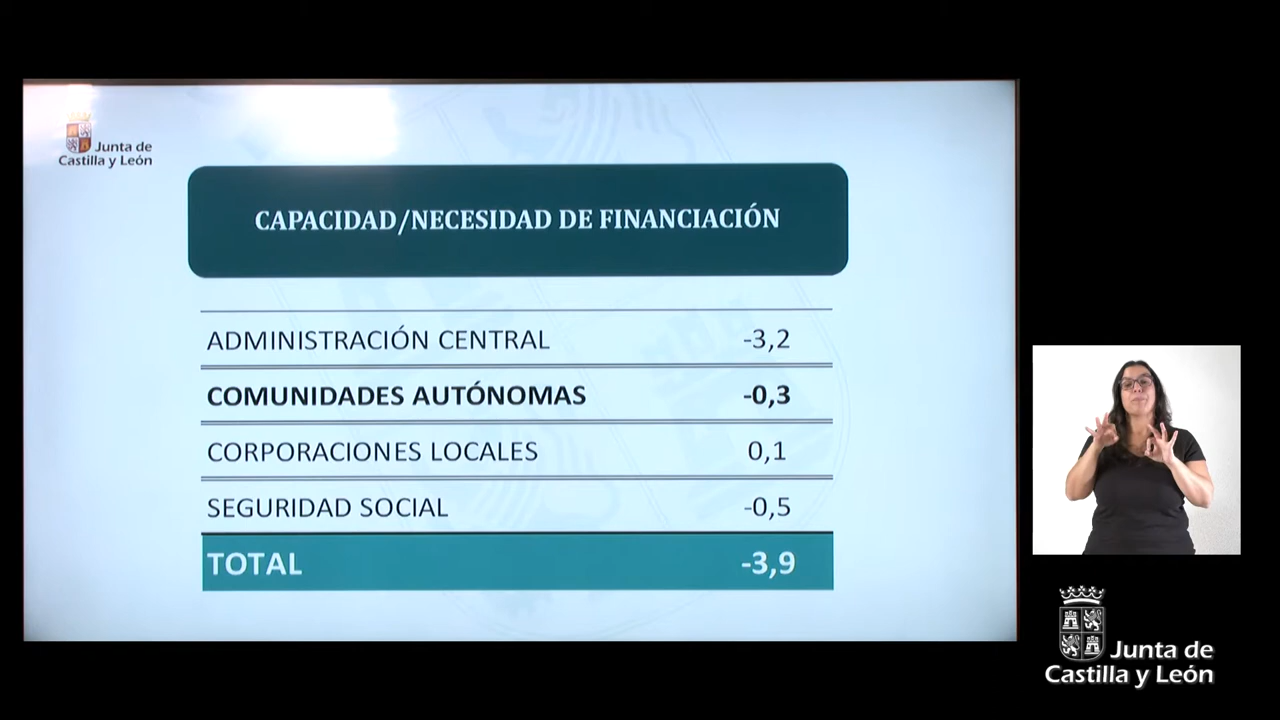 Junta de
Castilla y León
CAPACIDAD/NECESIDAD DE FINANCIACIÓN
ADMINISTRACIÓN CENTRAL -3,2
COMUNIDADES AUTÓNOMAS -0,3
CORPORACIONES LOCALES 0,1
SEGURIDAD SOCIAL -0,5
TOTAL -3,9
Junta de
Castilla y León